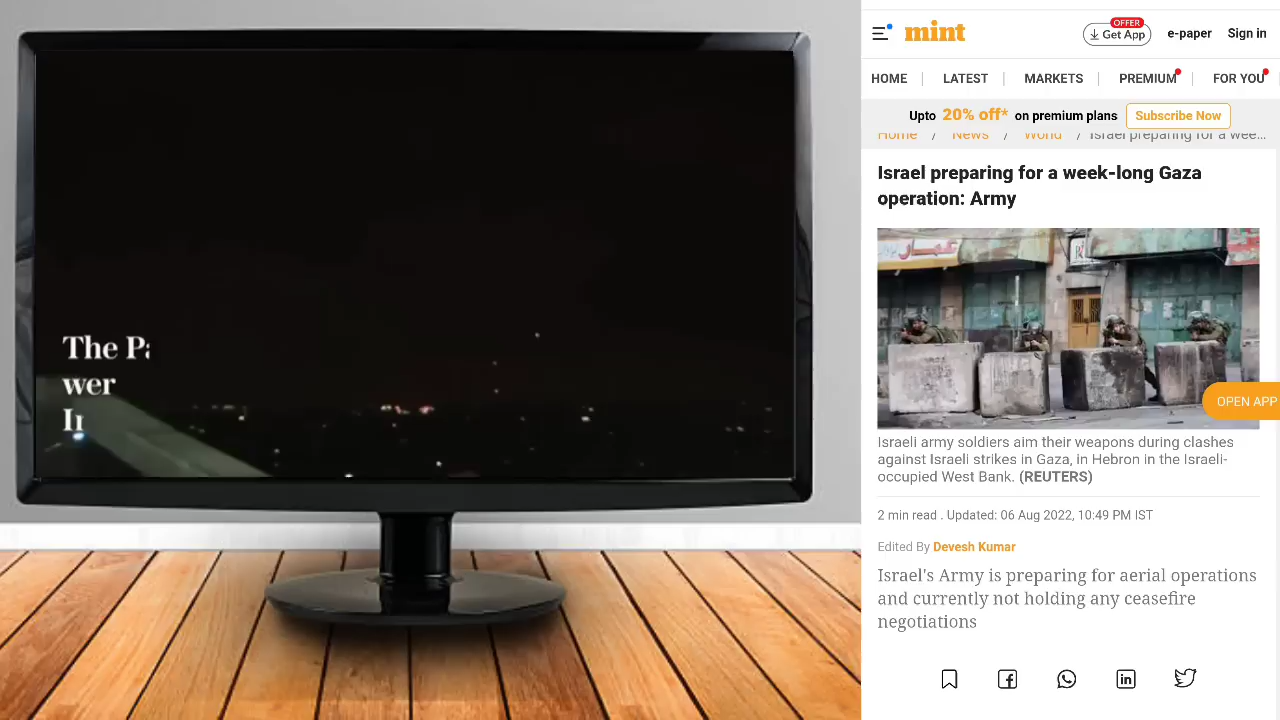 The
wer
mint
OFFER
Get App
e-paper
Sign in
HOME
LATEST
MARKETS
PREMIUM
FOR YOU
Upto 20% off* on premium plans
Subscribe Now
Home / News / World / Israel preparing for a wee...
Israel preparing for a week-long Gaza
operation: Army
OPEN APP
Israeli army soldiers aim their weapons during clashes
against Israeli strikes in Gaza, in Hebron in the Israeli-
occupied West Bank. (REUTERS)
2 min read . Updated: 06 Aug 2022, 10:49 PM IST
Edited By Devesh Kumar
Israel's Army is preparing for aerial operations
and currently not holding any ceasefire
negotiations